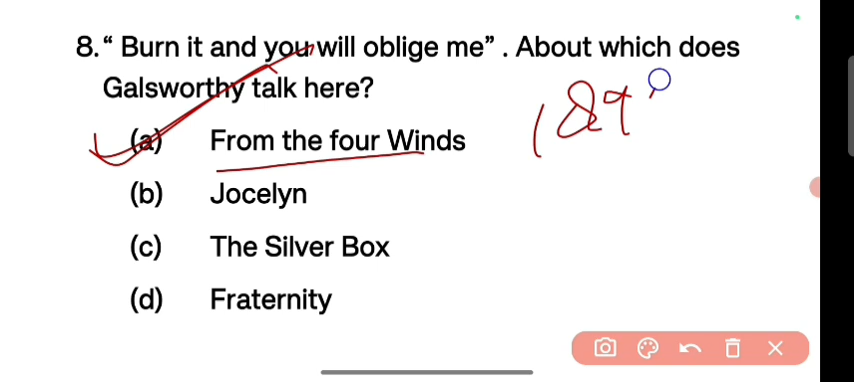 8. “ Burn it and you will oblige me” . About which does
Galsworthy talk here?
(a) From the four Winds
189
(b) Jocelyn
(c) The Silver Box
(d) Fraternity